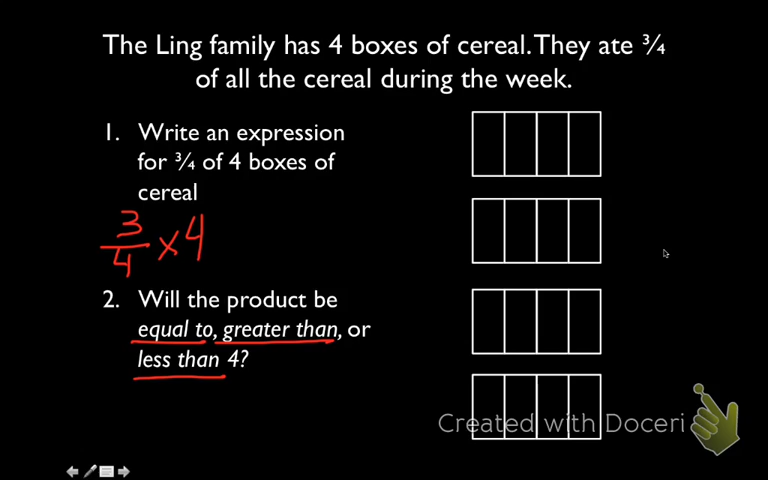 The Ling family has 4 boxes of cereal. They ate ¾
of all the cereal during the week.
1. Write an expression
for ¾ of 4 boxes of
cereal
3/4 × 4
2. Will the product be
equal to, greater than, or
less than 4?
Created with Doceri